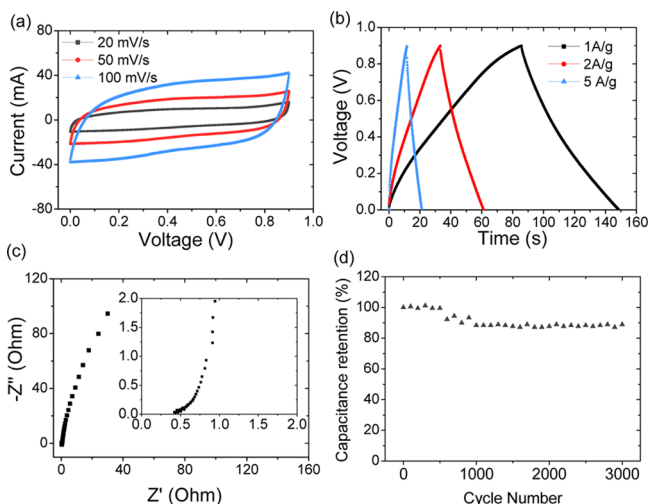 (a)
20 mV/s
50 mV/s
100 mV/s
Current (mA)
80
40
0
-40
-80
0.0 0.2 0.4 0.6 0.8 1.0
Voltage (V)
(b)
1A/g
2A/g
5 A/g
Voltage (V)
1.0
0.8
0.6
0.4
0.2
0.0
0 20 40 60 80 100 120 140 160
Time (s)
(c)
-Z'' (Ohm)
120
80
40
0
0 40 80 120 160
Z' (Ohm)
2.0
1.5
1.0
0.5
0.0
0.0 0.5 1.0 1.5 2.0
(d)
Capacitance retention (%)
120
100
80
60
40
20
0
0 1000 2000 3000
Cycle Number